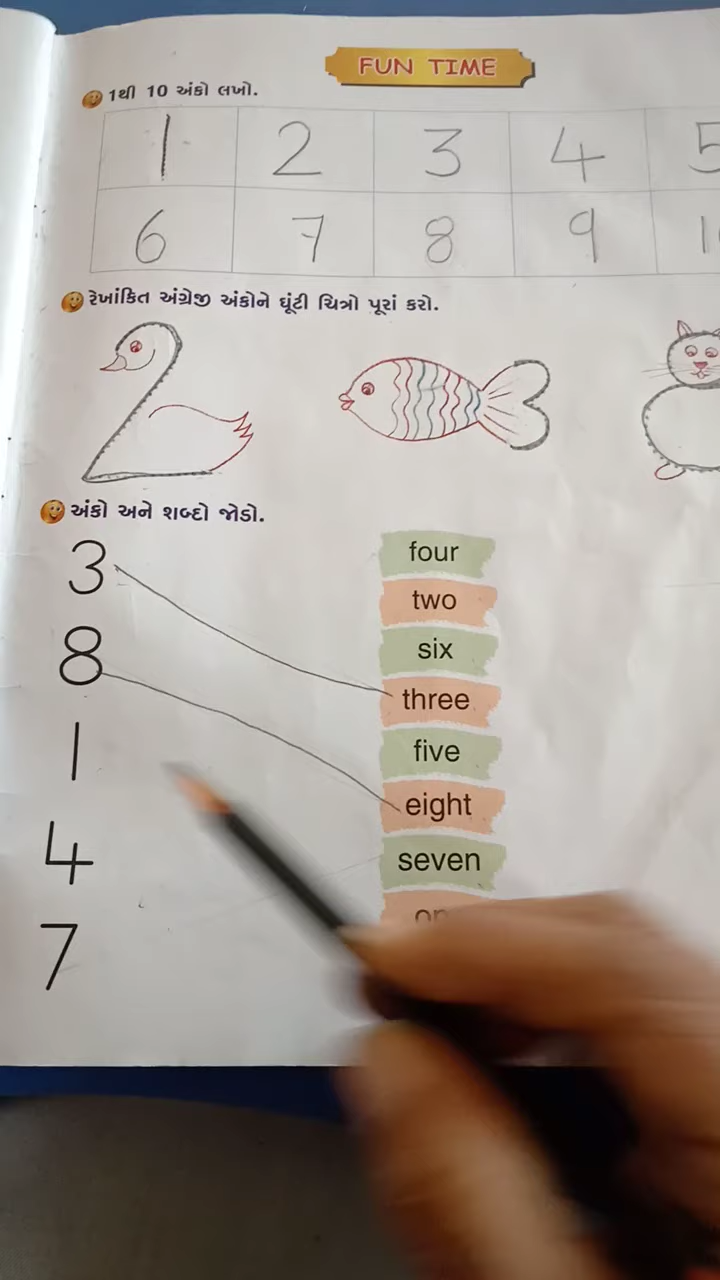 FUN TIME
1થી 10 અંકો લખો.
1 2 3 4 5
6 7 8 9
રેખાંકિત અંગ્રેજી અંકોને ઘૂંટી ચિત્રો પૂરાં કરો.
અંકો અને શબ્દો જોડો.
3 four
two
8 six
three
1 five
eight
4 seven
7